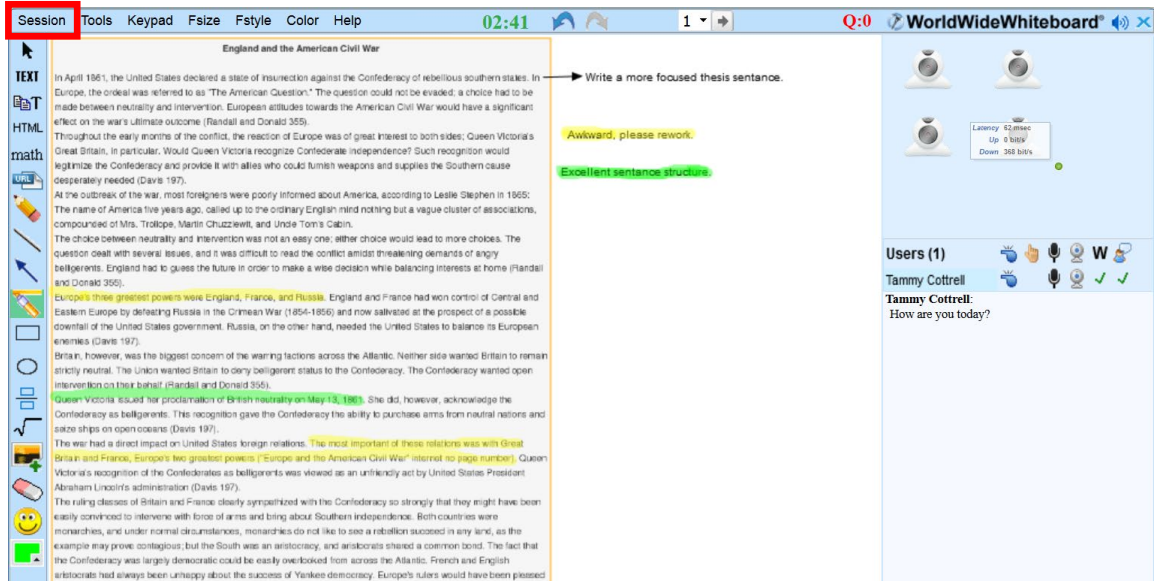 Session Tools Keypad Fsize Fstyle Color Help 02:41 1 Q:0 WorldWideWhiteboard®
TEXT
T
HTML
math
URL
England and the American Civil War
In April 1861, the United States declared a state of insurrection against the Confederacy of rebellious southern states. In
Europe, the ordeal was referred to as "The American Question." The question could not be evaded; a choice had to be
made between neutrality and intervention. European attitudes towards the American Civil War would have a significant
effect on the war's ultimate outcome (Randall and Donald 355).
Throughout the early months of the conflict, the reaction of Europe was of great interest to both sides; Queen Victoria's
Great Britain, in particular. Would Queen Victoria recognize Confederate independence? Such recognition would
legitimize the Confederacy and provide it with allies who could furnish weapons and supplies the Southern cause
desperately needed (Davis 197).
At the outbreak of the war, most foreigners were poorly informed about America, according to Leslie Stephen in 1865:
The name of America five years ago, called up to the ordinary English mind nothing but a vague cluster of associations,
compounded of Mrs. Trollope, Martin Chuzzlewit, and Uncle Tom's Cabin.
The choice between neutrality and intervention was not an easy one; either choice would lead to more choices. The
question dealt with several issues, and it was difficult to read the conflict amidst threatening demands of angry
belligerents. England had to guess the future in order to make a wise decision while balancing interests at home (Randall
and Donald 355).
Europe's three greatest powers were England, France, and Russia. England and France had won control of Central and
Eastern Europe by defeating Russia in the Crimean War (1854-1856) and now salivated at the prospect of a possible
downfall of the United States government. Russia, on the other hand, needed the United States to balance its European
enemies (Davis 197).
Britain, however, was the biggest concern of the warring factions across the Atlantic. Neither side wanted Britain to remain
strictly neutral. The Union wanted Britain to deny belligerent status to the Confederacy. The Confederacy wanted open
intervention on their behalf (Randall and Donald 355).
Queen Victoria issued her proclamation of British neutrality on May 13, 1861. She did, however, acknowledge the
Confederacy as belligerents. This recognition gave the Confederacy the ability to purchase arms from neutral nations and
seize ships on open oceans (Davis 197).
The war had a direct impact on United States foreign relations. The most important of these relations was with Great
Britain and France, Europe's two greatest powers ("Europe and the American Civil War" internet no page number). Queen
Victoria's recognition of the Confederates as belligerents was viewed as an unfriendly act by United States President
Abraham Lincoln's administration (Davis 197).
The ruling classes of Britain and France clearly sympathized with the Confederacy so strongly that they might have been
easily convinced to intervene with force of arms and bring about Southern independence. Both countries were
monarchies, and under normal circumstances, monarchies do not like to see a rebellion succeed in any land, as the
example may prove contagious; but the South was an aristocracy, and aristocrats shared a common bond. The fact that
the Confederacy was largely democratic could be easily overlooked from across the Atlantic. French and English
aristocrats had always been unhappy about the success of Yankee democracy. Europe's rulers would have been pleased
Write a more focused thesis sentance.
Awkward, please rework.
Excellent sentance structure.
Latency 62 msec
Up 0 bit/s
Down 368 bit/s
Users (1) W
Tammy Cottrell
Tammy Cottrell:
How are you today?